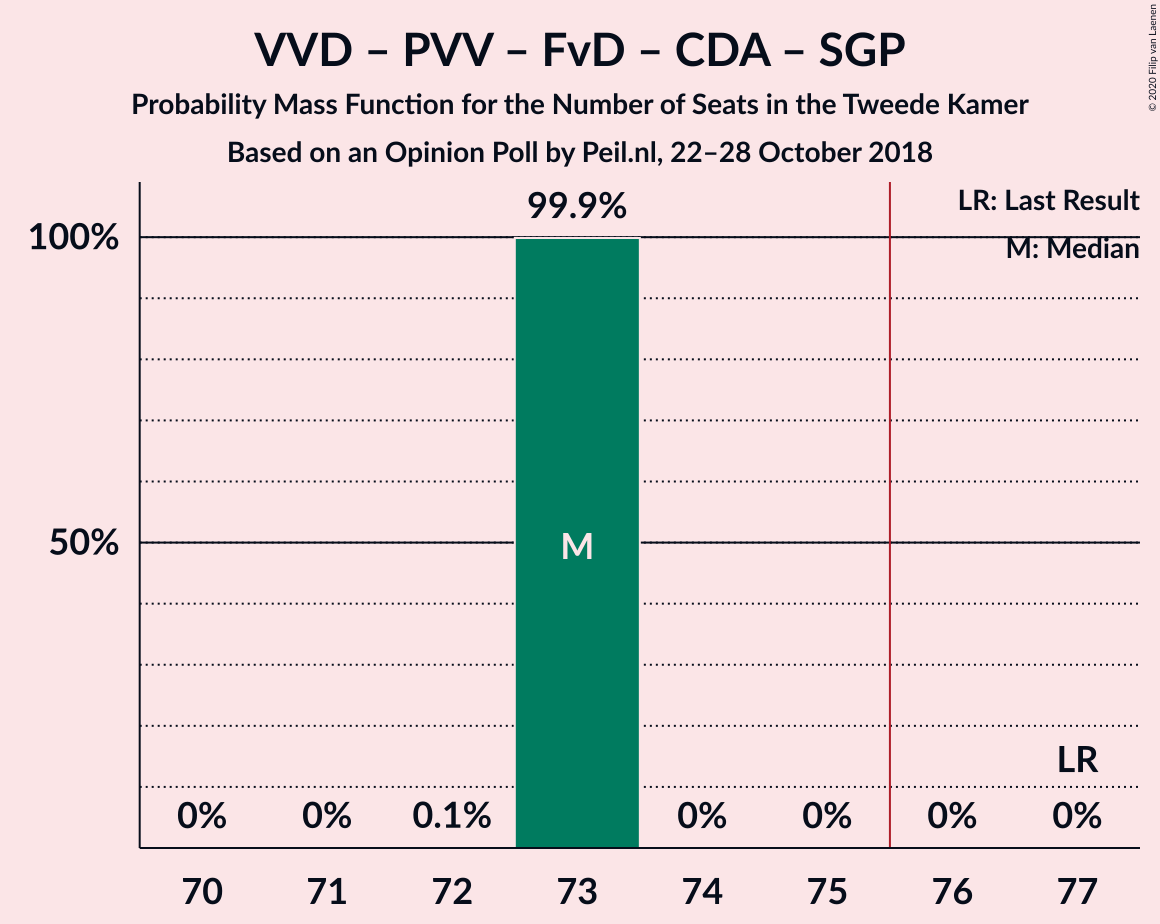 VVD – PVV – FvD – CDA – SGP
Probability Mass Function for the Number of Seats in the Tweede Kamer
Based on an Opinion Poll by Peil.nl, 22–28 October 2018
© 2020 Filip van Laenen
99.9%
LR: Last Result
100%
M: Median
50%
M
LR
0% 0% 0.1% 0% 0% 0% 0%
70 71 72 73 74 75 76 77